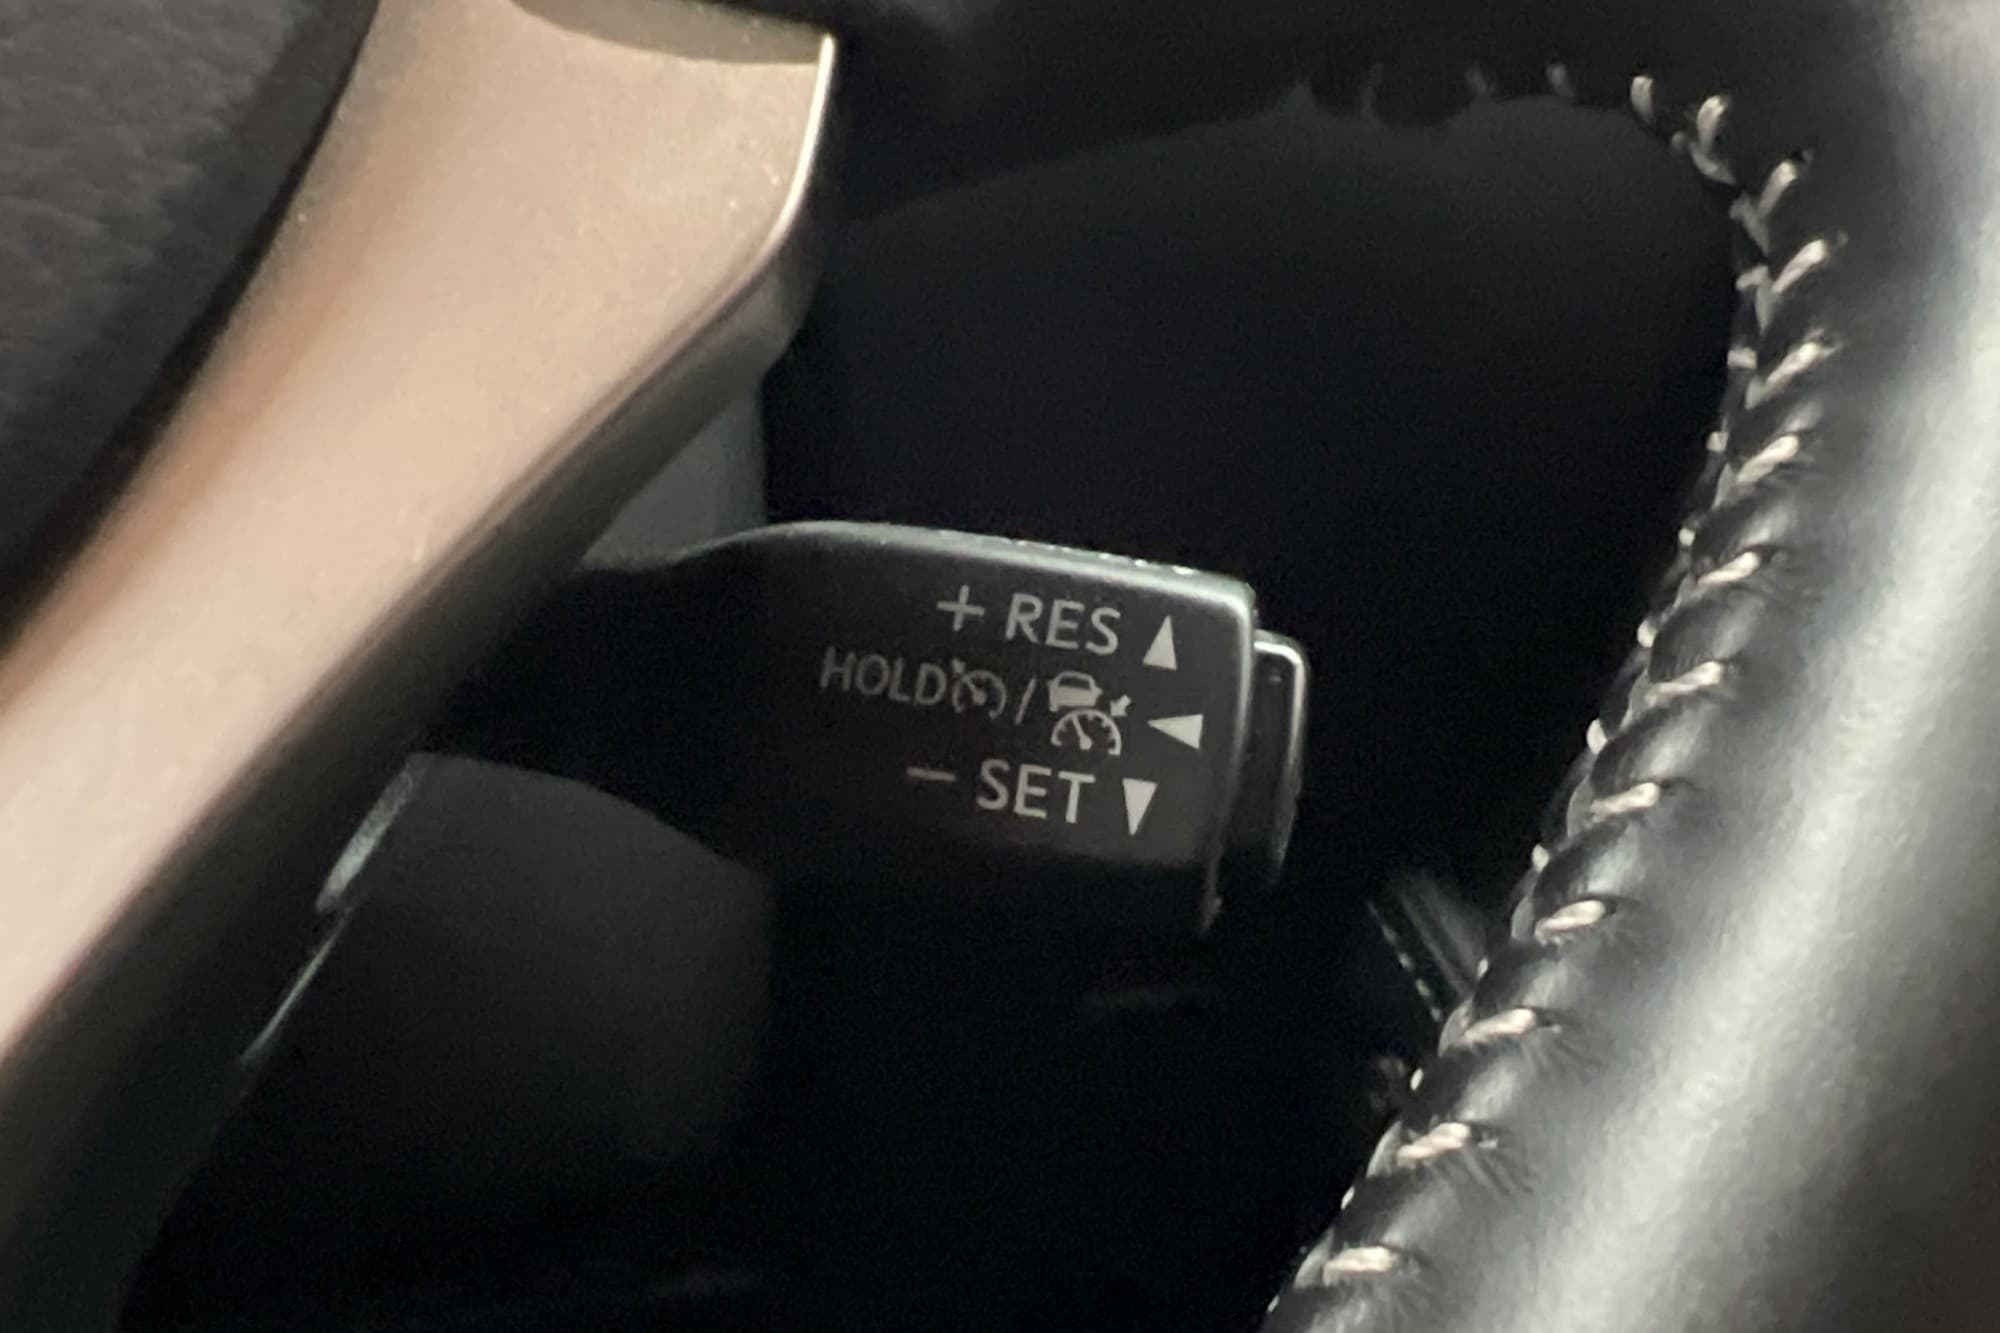 + RES ▲
HOLD / ◀
− SET ▼